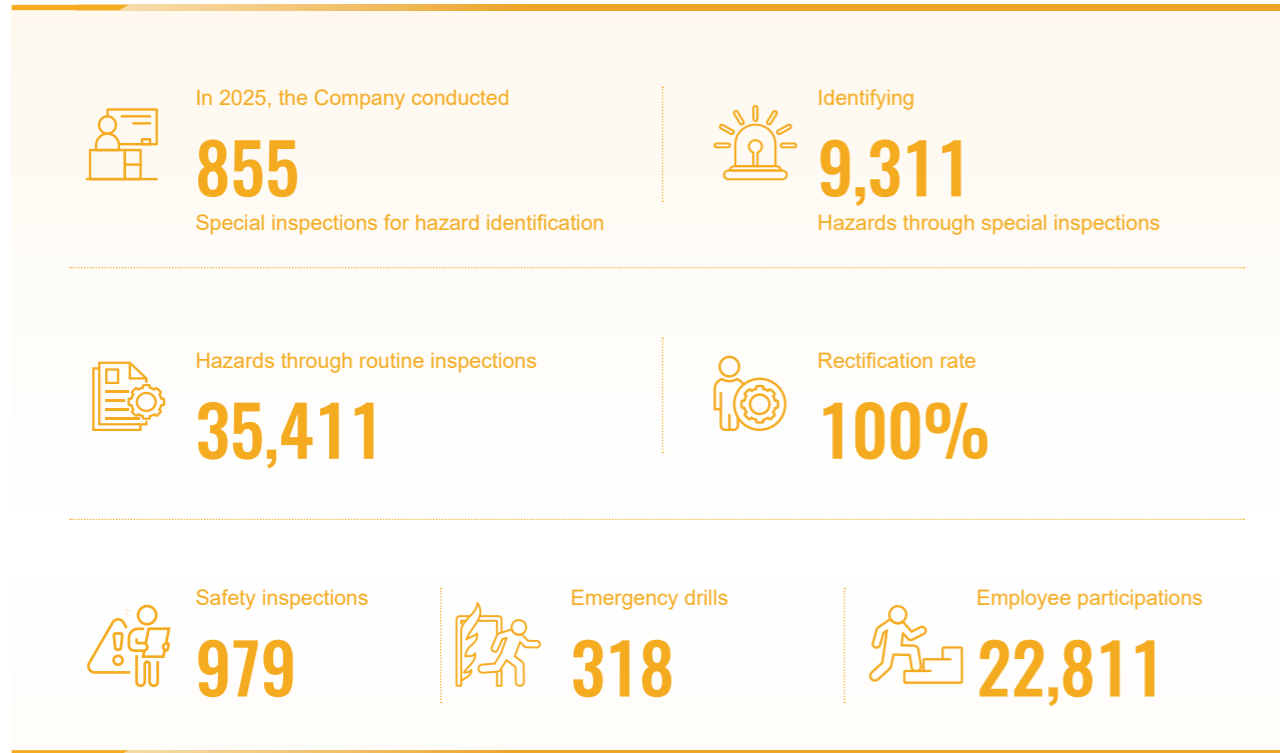 In 2025, the Company conducted
855
Special inspections for hazard identification
Identifying
9,311
Hazards through special inspections
Hazards through routine inspections
35,411
Rectification rate
100%
Safety inspections
979
Emergency drills
318
Employee participations
22,811